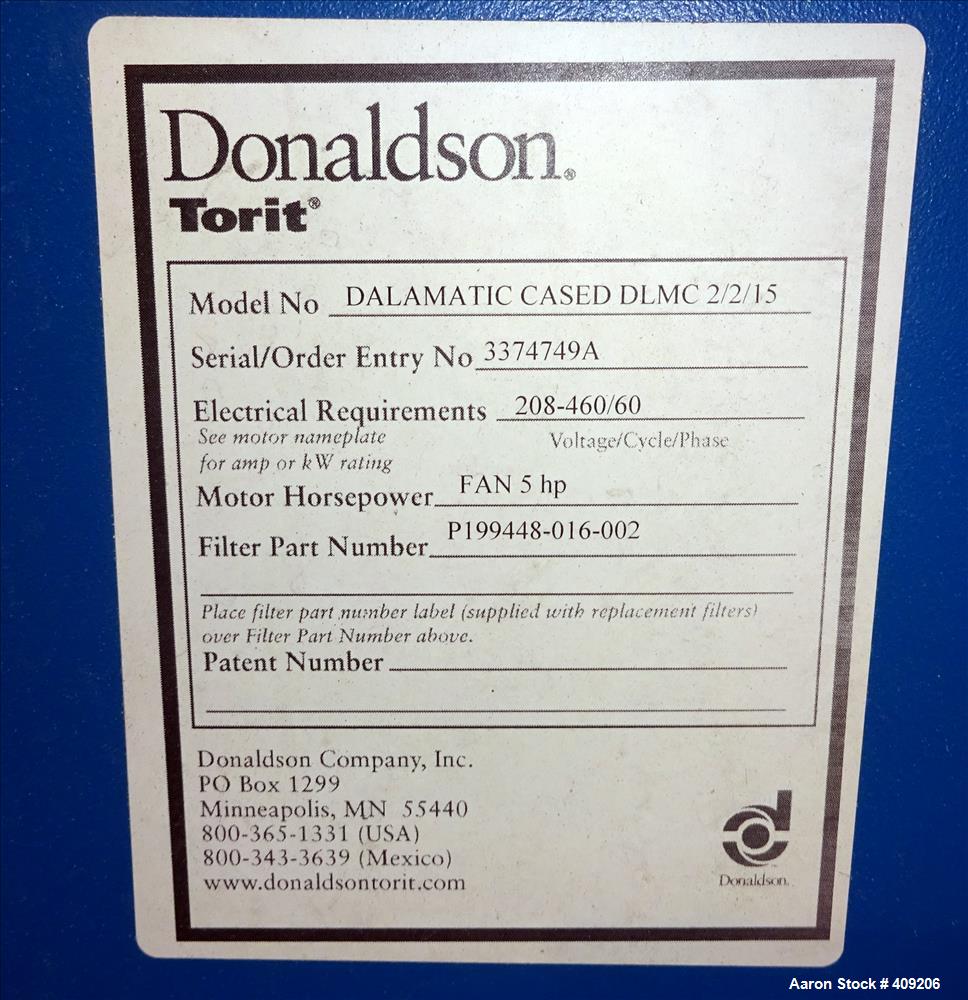 Donaldson®
Torit®
Model No DALAMATIC CASED DLMC 2/2/15
Serial/Order Entry No 3374749A
Electrical Requirements 208-460/60
See motor nameplate Voltage/Cycle/Phase
for amp or kW rating
Motor Horsepower FAN 5 hp
Filter Part Number P199448-016-002
Place filter part number label (supplied with replacement filters)
over Filter Part Number above.
Patent Number
Donaldson Company, Inc.
PO Box 1299
Minneapolis, MN 55440
800-365-1331 (USA)
800-343-3639 (Mexico)
www.donaldsontorit.com
Donaldson.
Aaron Stock # 409206